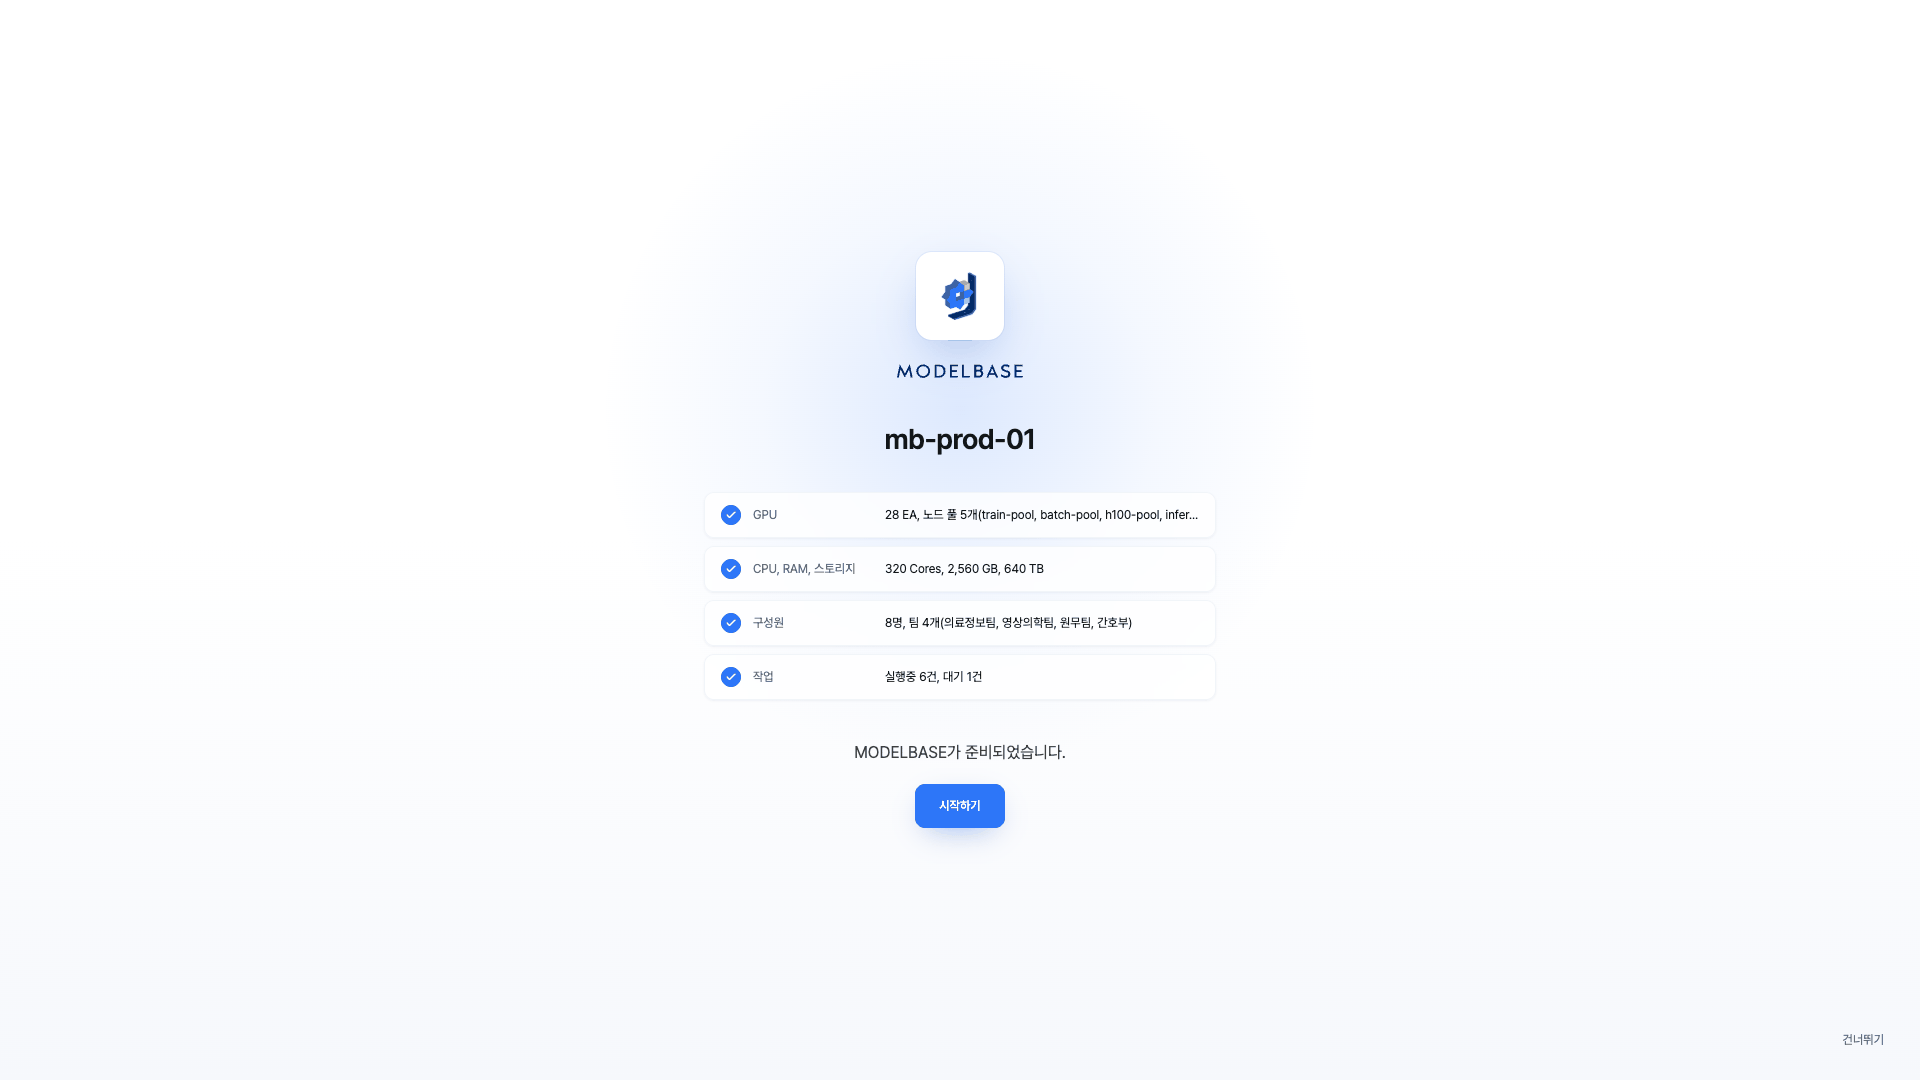 MODELBASE
mb-prod-01
GPU 28 EA, 노드 풀 5개(train-pool, batch-pool, h100-pool, infer...
CPU, RAM, 스토리지 320 Cores, 2,560 GB, 640 TB
구성원 8명, 팀 4개(의료정보팀, 영상의학팀, 원무팀, 간호부)
작업 실행중 6건, 대기 1건
MODELBASE가 준비되었습니다.
시작하기
건너뛰기